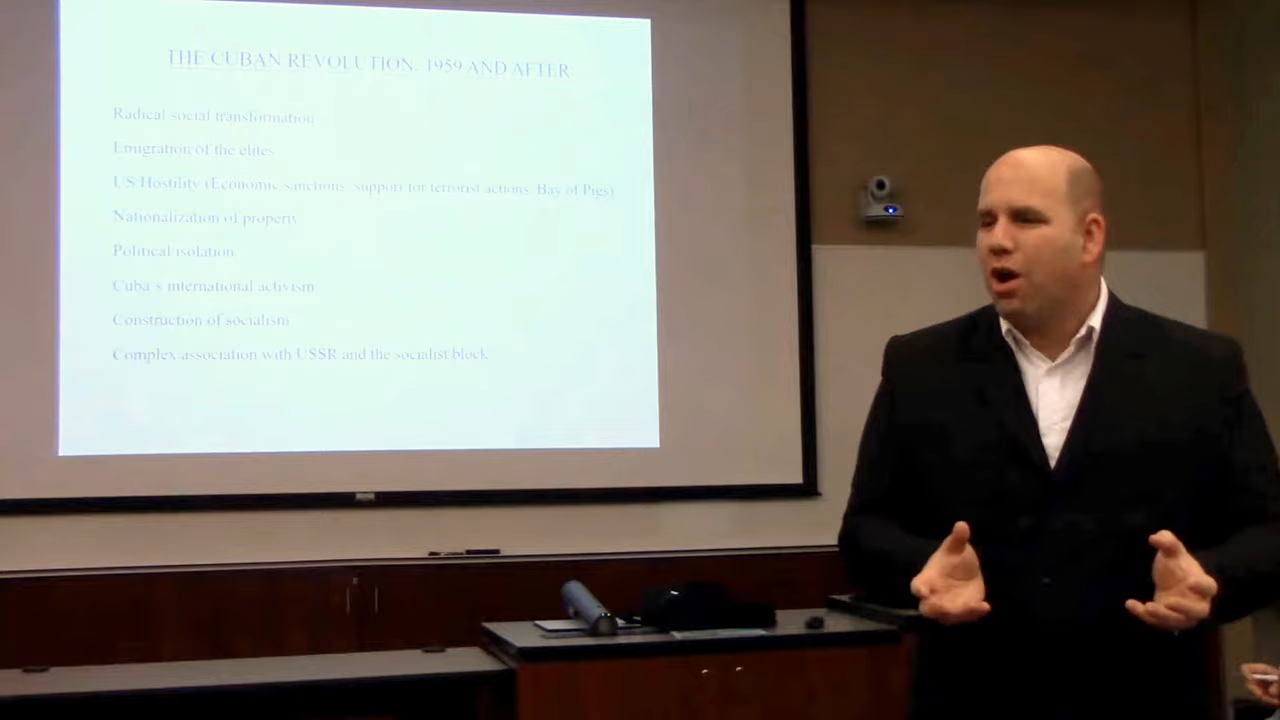 THE CUBAN REVOLUTION, 1959 AND AFTER
Radical social transformation
Emigration of the elites
US Hostility (Economic sanctions, support for terrorist actions, Bay of Pigs)
Nationalization of property
Political isolation
Cuba's international activism
Construction of socialism
Complex association with USSR and the socialist block